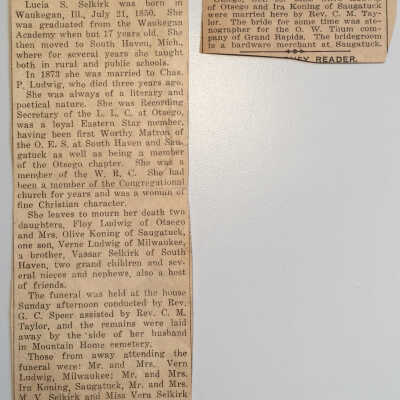 Lucia S. Selkirk was born in
Waukegan, Ill., July 21, 1850. She
was graduated from the Waukegan
Academy when but 17 years old. She
then moved to South Haven, Mich.,
where for several years she taught
both in rural and public schools.
In 1873 she was married to Chas.
P. Ludwig, who died three years ago.
She was always of a literary and
poetical nature. She was Recording
Secretary of the L. L. C. at Otsego,
was a loyal Eastern Star member,
having been first Worthy Matron of
the O. E. S. at South Haven and Sau-
gatuck as well as being a member
of the Otsego chapter. She was a
member of the W. R. C. She had
been a member of the Congregational
church for years and was a woman
of fine Christian character.
She leaves to mourn her death two
daughters, Floy Ludwig of Otsego
and Mrs. Olive Koning of Saugatuck,
one son, Verne Ludwig of Milwaukee,
a brother, Vassar Selkirk of South
Haven, two grand children and sev-
eral nieces and nephews, also a host
of friends.
The funeral was held at the house
Sunday afternoon conducted by Rev.
G. C. Speer assisted by Rev. C. M.
Taylor, and the remains were laid
away by the side of her husband
in Mountain Home cemetery.
Those from away attending the
funeral were: Mr. and Mrs. Vern
Ludwig, Milwaukee; Mr. and Mrs.
Ira Koning, Saugatuck, Mr. and Mrs.
M. V. Selkirk and Miss Vera Selkirk
of Otsego and Ira Koning of Saugatuck
were married here by Rev. C. M. Tay-
lor. The bride for some time was ste-
nographer for the O. W. Titun com-
pany of Grand Rapids. The bridegroom
is a hardware merchant at Saugatuck.
READER.